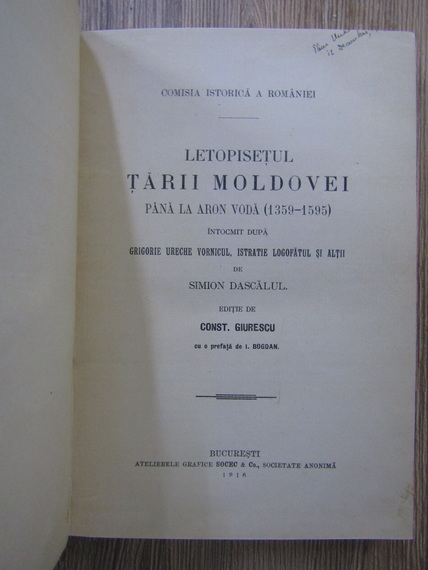 COMISIA ISTORICĂ A ROMÂNIEI
LETOPISEȚUL
ȚĂRII MOLDOVEI
PÂNĂ LA ARON VODĂ (1359-1595)
ÎNTOCMIT DUPĂ
GRIGORIE URECHE VORNICUL, ISTRATIE LOGOFĂTUL ȘI ALȚII
DE
SIMION DASCĂLUL.
EDIȚIE DE
CONST. GIURESCU
cu o prefață de I. BOGDAN.
BUCUREȘTI
ATELIERELE GRAFICE SOCEC & Co., SOCIETATE ANONIMĂ
1916